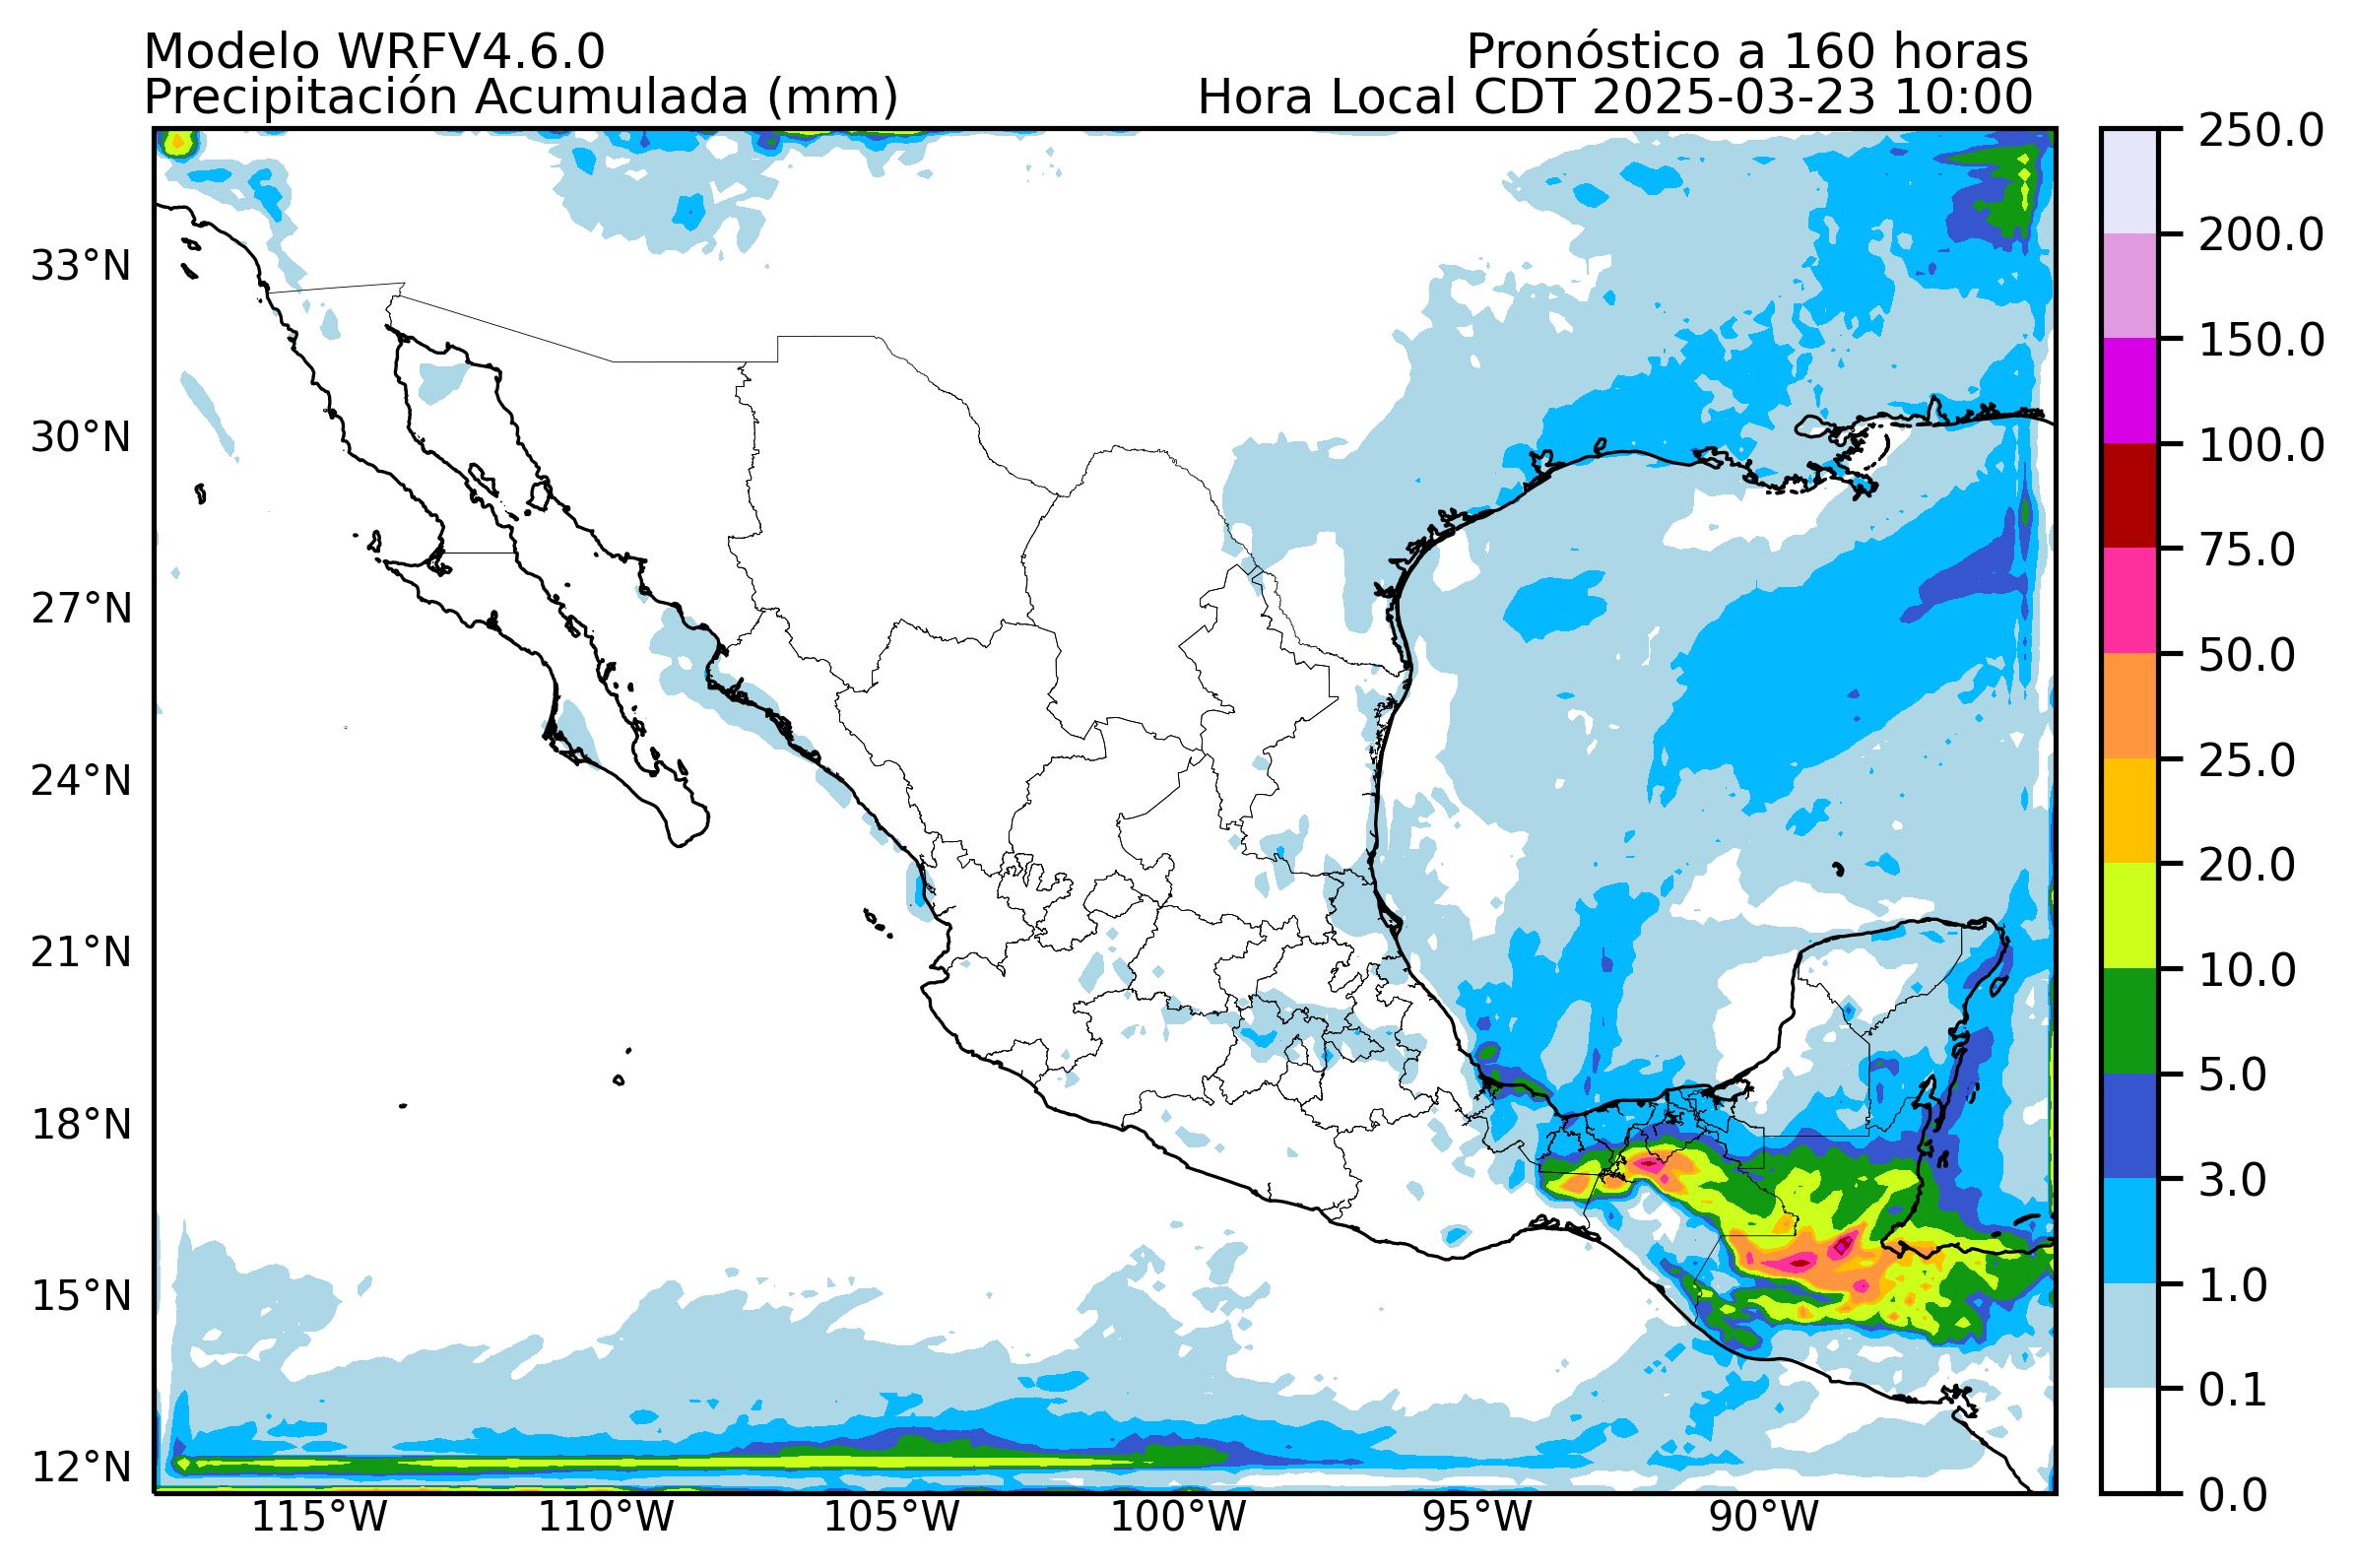 Modelo WRFV4.6.0
Pronóstico a 160 horas
Precipitación Acumulada (mm)
Hora Local CDT 2025-03-23 10:00
33°N
30°N
27°N
24°N
21°N
18°N
15°N
12°N
115°W
110°W
105°W
100°W
95°W
90°W
250.0
200.0
150.0
100.0
75.0
50.0
25.0
20.0
10.0
5.0
3.0
1.0
0.1
0.0